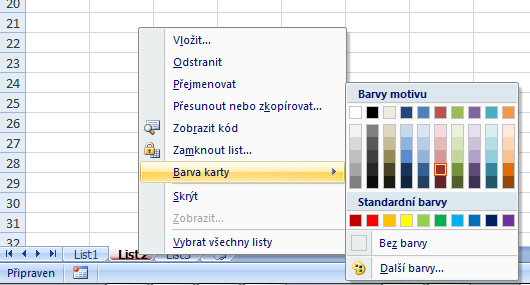 20
21
22
23
24
25
26
27
28
29
30
31
32
Vložit...
Odstranit
Přejmenovat
Přesunout nebo zkopírovat...
Zobrazit kód
Zamknout list...
Barva karty
Skrýt
Zobrazit...
Vybrat všechny listy
Barvy motivu
Standardní barvy
Bez barvy
Další barvy...
List1 List2 List3
Připraven